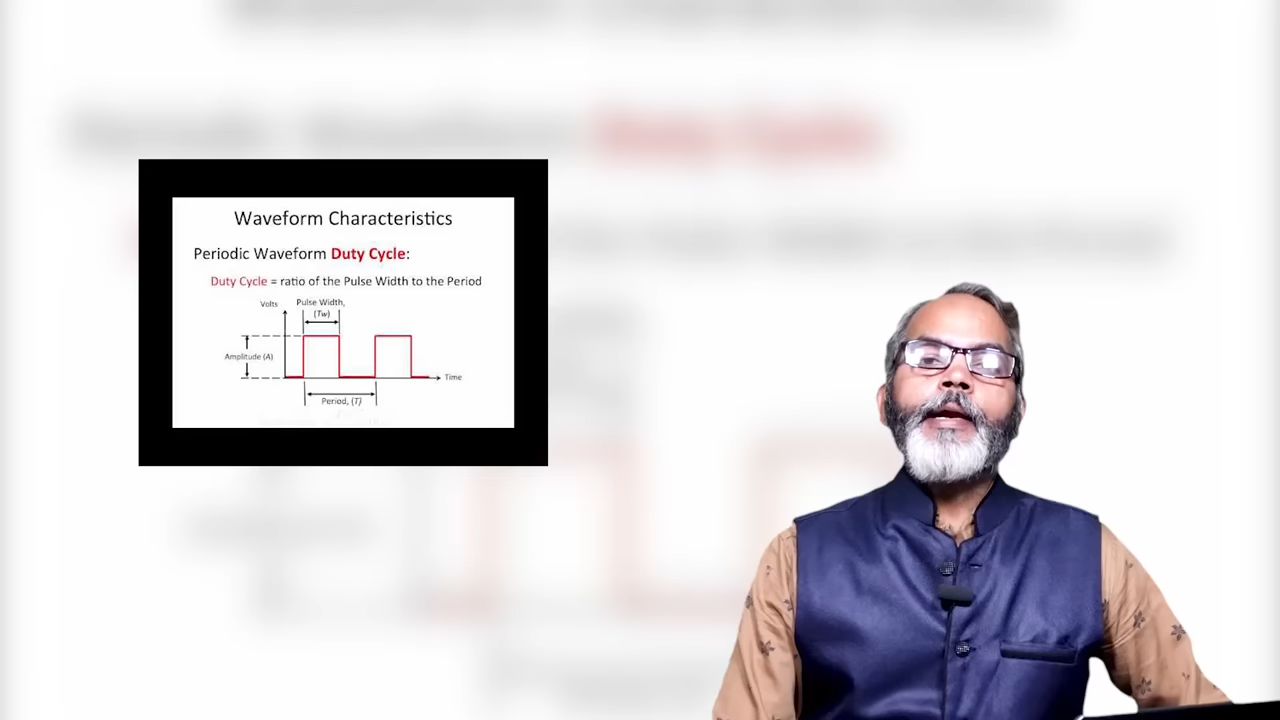 Waveform Characteristics
Periodic Waveform Duty Cycle:
Duty Cycle = ratio of the Pulse Width to the Period
Volts
Pulse Width,
(Tw)
Amplitude (A)
Time
Period, (T)